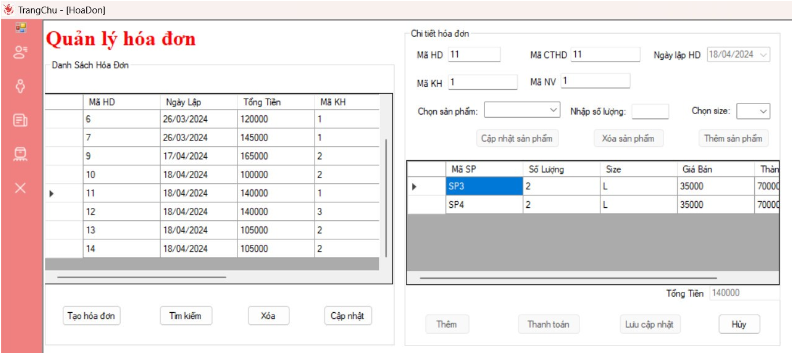 TrangChu - [HoaDon]
Quản lý hóa đơn
Danh Sách Hóa Đơn
Mã HD Ngày Lập Tổng Tiền Mã KH
6 26/03/2024 120000 1
7 26/03/2024 145000 1
9 17/04/2024 165000 2
10 18/04/2024 100000 2
11 18/04/2024 140000 1
12 18/04/2024 140000 3
13 18/04/2024 105000 2
14 18/04/2024 105000 2
Tạo hóa đơn Tìm kiếm Xóa Cập nhật
Chi tiết hóa đơn
Mã HD 11 Mã CTHD 11 Ngày lập HD 18/04/2024
Mã KH 1 Mã NV 1
Chọn sản phẩm: Nhập số lượng: Chọn size:
Cập nhật sản phẩm Xóa sản phẩm Thêm sản phẩm
Mã SP Số Lượng Size Giá Bán Thàn
SP3 2 L 35000 70000
SP4 2 L 35000 70000
Tổng Tiền 140000
Thêm Thanh toán Lưu cập nhật Hủy